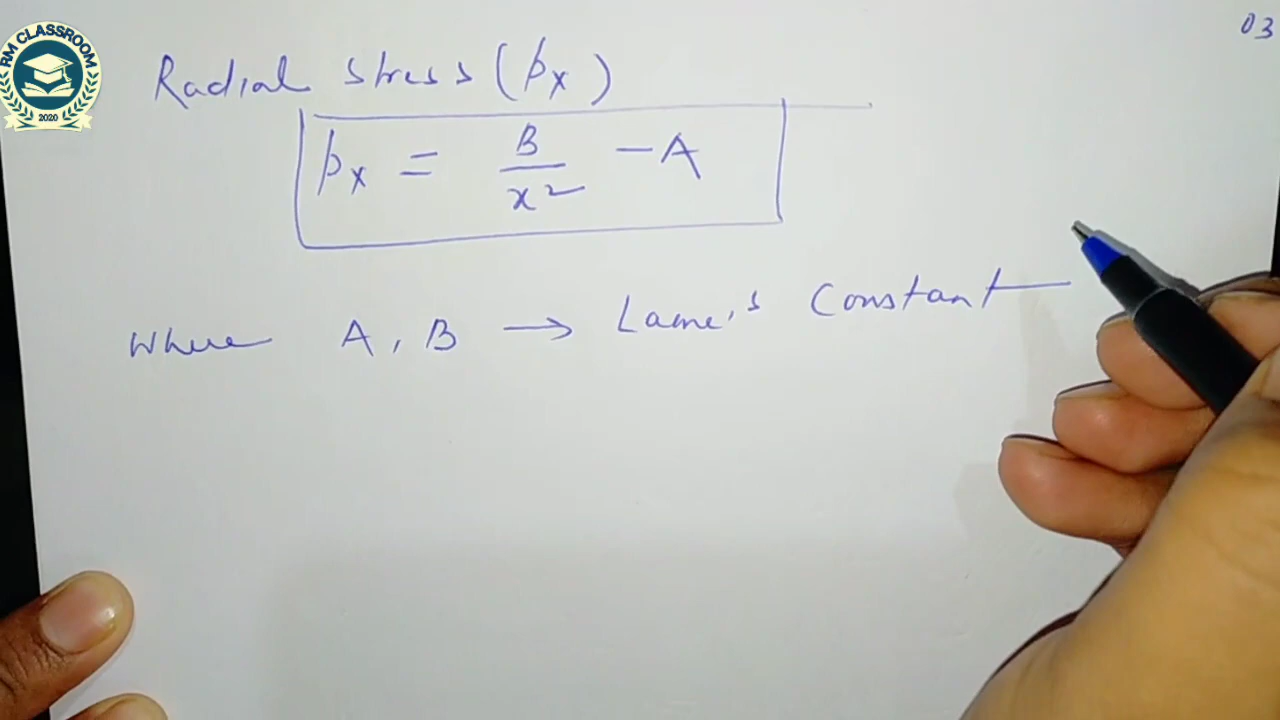 RM CLASSROOM
2020
03
Radial stress (px)
px = B/x² - A
Where A, B → Lame's Constant